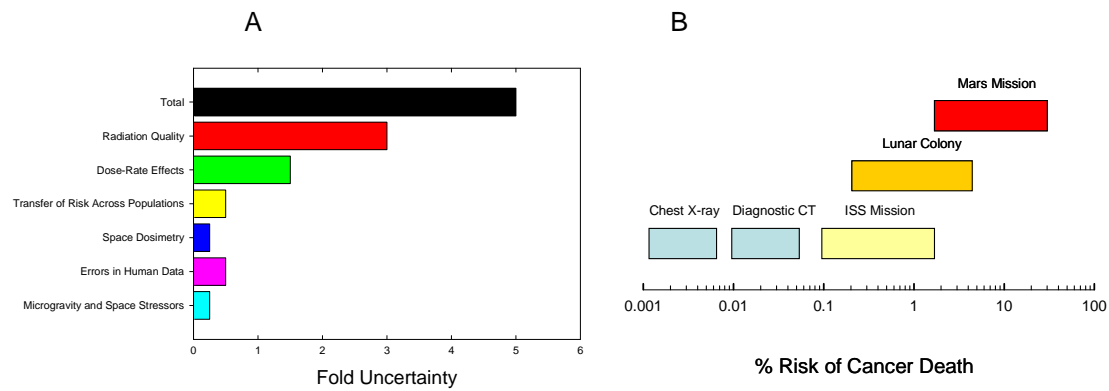 A
Total
Radiation Quality
Dose-Rate Effects
Transfer of Risk Across Populations
Space Dosimetry
Errors in Human Data
Microgravity and Space Stressors
0 1 2 3 4 5 6
Fold Uncertainty
B
Mars Mission
Lunar Colony
Chest X-ray Diagnostic CT ISS Mission
0.001 0.01 0.1 1 10 100
% Risk of Cancer Death